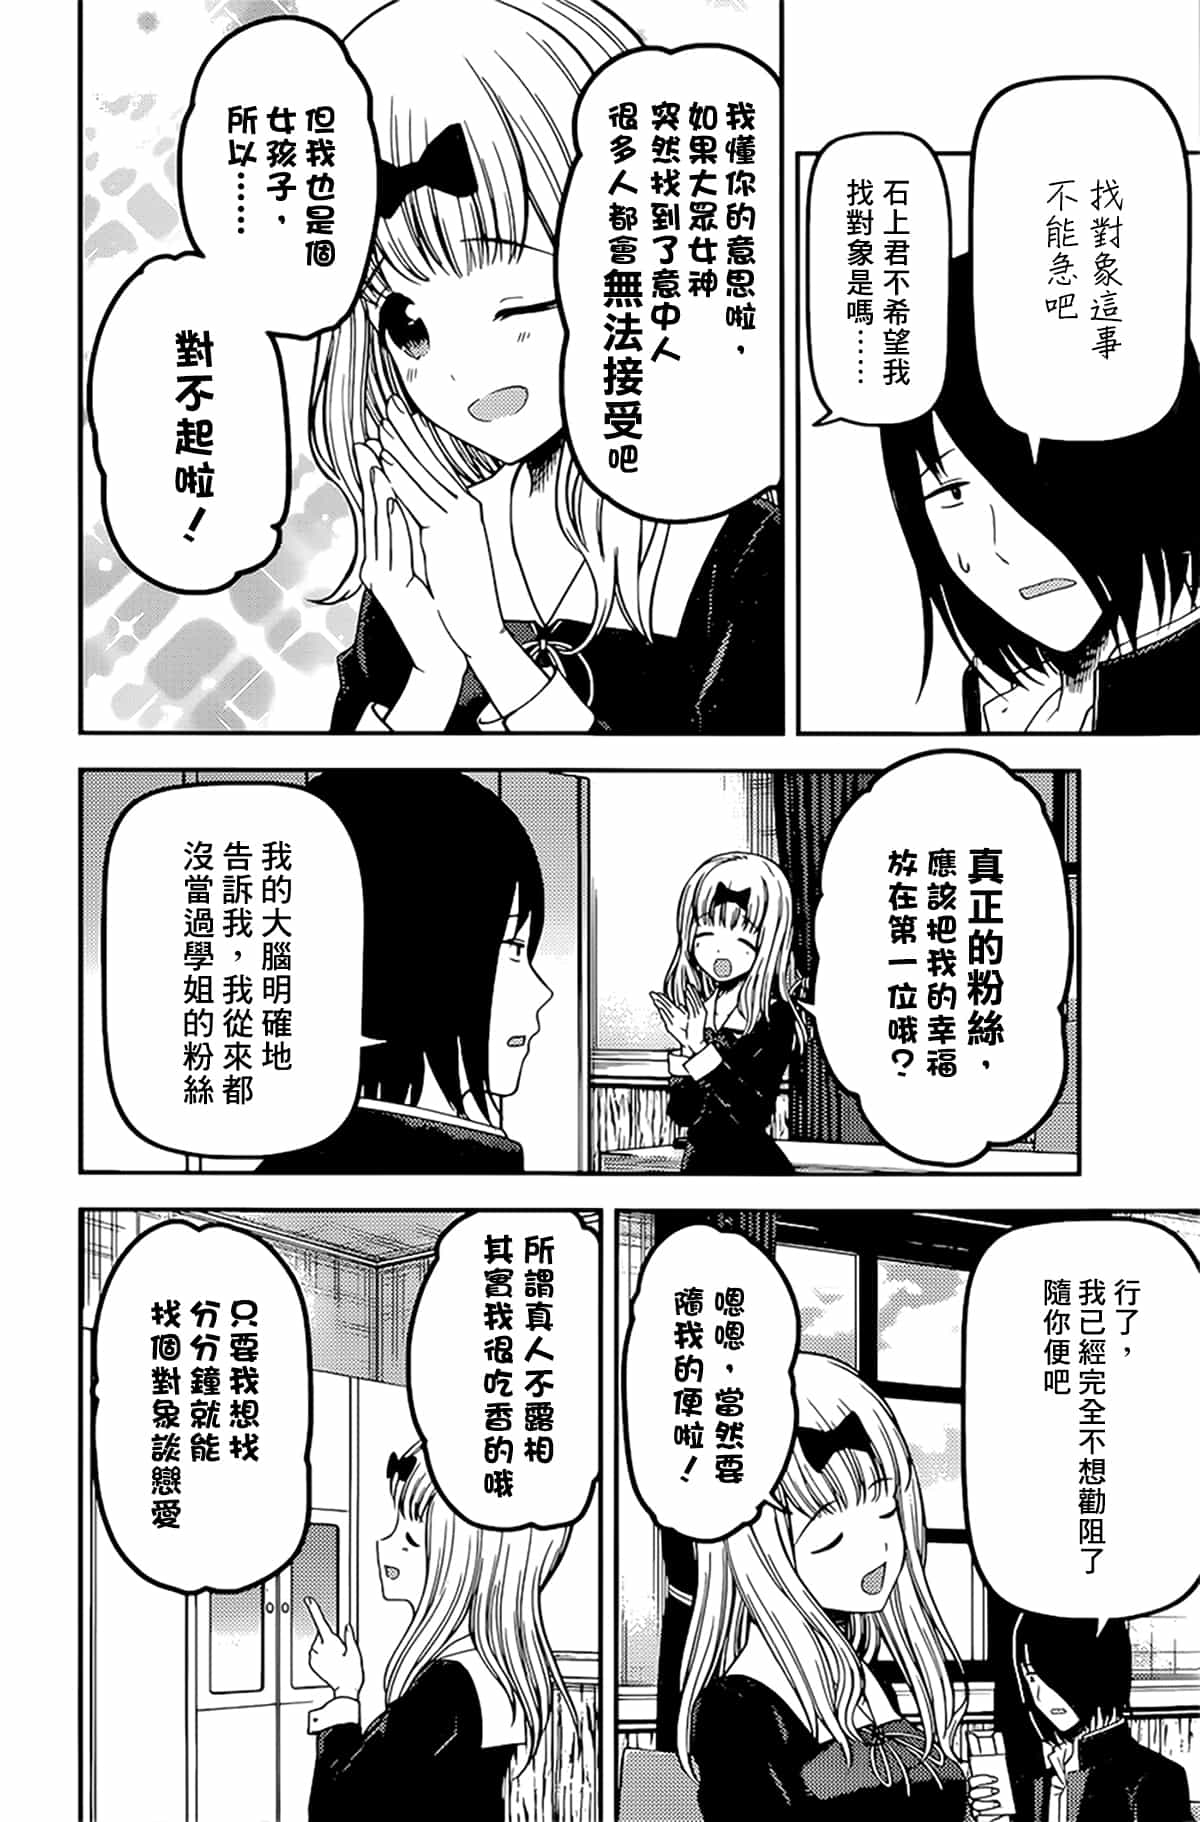 找對象這事
不能急吧
石上君不希望我
找對象是嗎……
我懂你的意思啦，
如果大眾女神
突然找到了意中人
很多人都會無法接受吧
但我也是個
女孩子，
所以……
對不起啦！
真正的粉絲，
應該把我的幸福
放在第一位哦？
我的大腦明確地
告訴我，我從來都
沒當過學姐的粉絲
行了，
我已經完全不想勸阻了
隨你便吧
嗯嗯，當然要
隨我的便啦！
所謂真人不露相
其實我很吃香的哦
只要我想找
分分鐘就能
找個對象談戀愛